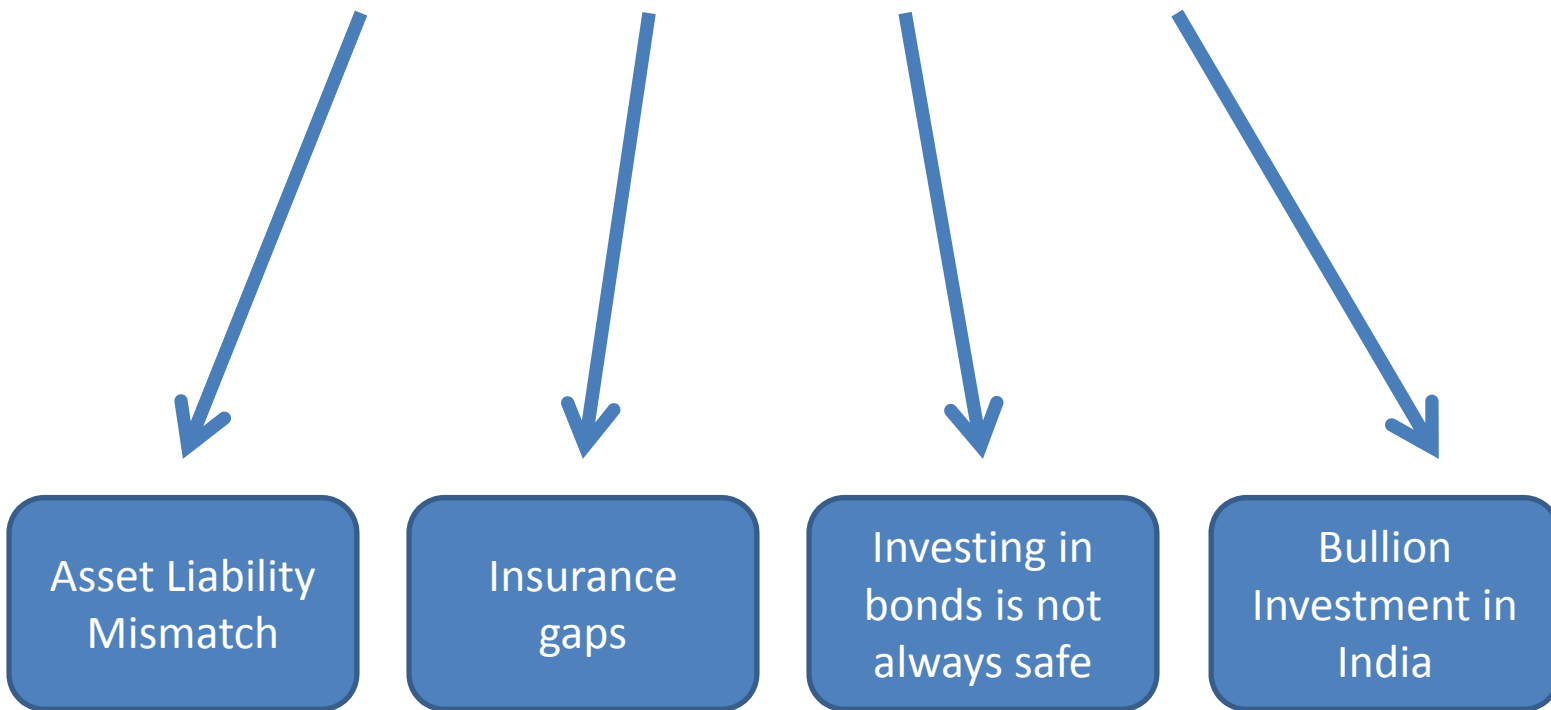 Asset Liability
Mismatch
Insurance
gaps
Investing in
bonds is not
always safe
Bullion
Investment in
India